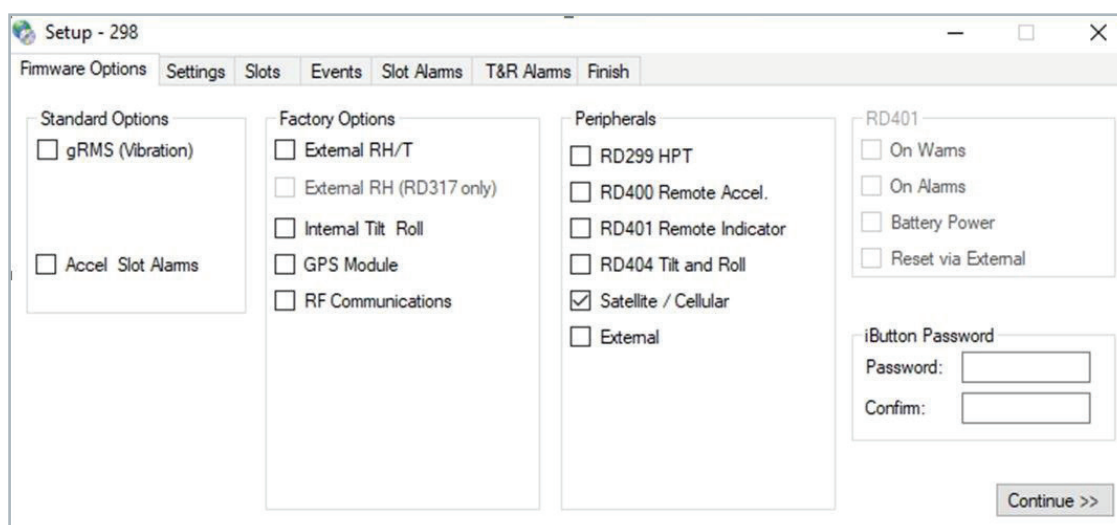 Setup - 298
Firmware Options Settings Slots Events Slot Alarms T&R Alarms Finish
Standard Options
gRMS (Vibration)
Accel Slot Alarms
Factory Options
External RH/T
External RH (RD317 only)
Internal Tilt Roll
GPS Module
RF Communications
Peripherals
RD299 HPT
RD400 Remote Accel.
RD401 Remote Indicator
RD404 Tilt and Roll
Satellite / Cellular
External
RD401
On Warns
On Alarms
Battery Power
Reset via External
iButton Password
Password:
Confirm:
Continue >>